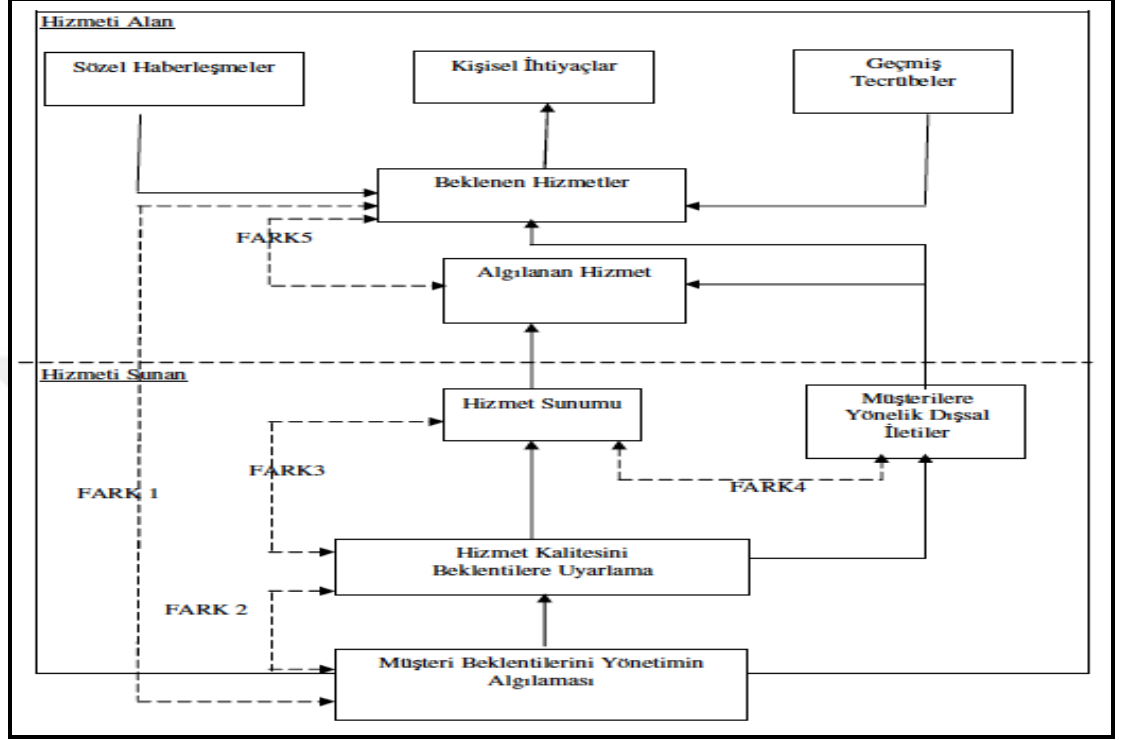 Hizmeti Alan
Sözel Haberleşmeler
Kişisel İhtiyaçlar
Geçmiş
Tecrübeler
Beklenen Hizmetler
FARK5
Algılanan Hizmet
Hizmeti Sunan
Hizmet Sunumu
Müşterilere
Yönelik Dışsal
İletiler
FARK3
FARK4
FARK 1
Hizmet Kalitesini
Beklentilere Uyarlama
FARK 2
Müşteri Beklentilerini Yönetimin
Algılaması